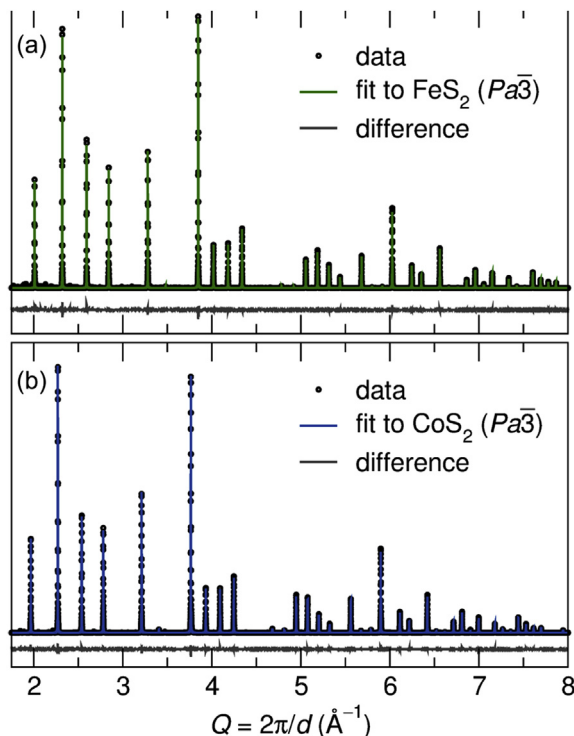 (a)
data
fit to FeS₂ (Pa3̅)
difference
(b)
data
fit to CoS₂ (Pa3̅)
difference
2 3 4 5 6 7 8
Q = 2π/d (Å⁻¹)